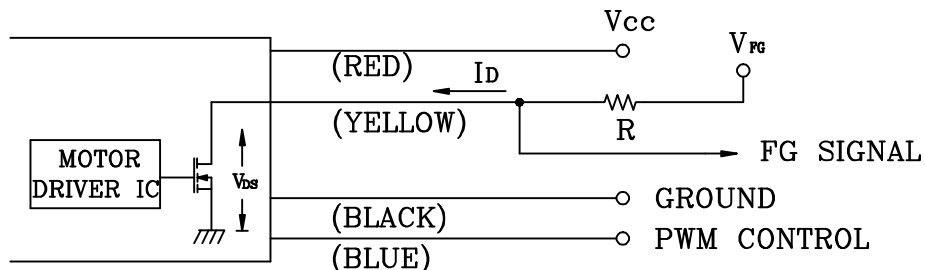 Vcc
VFG
(RED)
ID
(YELLOW)
R
FG SIGNAL
MOTOR
DRIVER IC
VDS
GROUND
(BLACK)
PWM CONTROL
(BLUE)